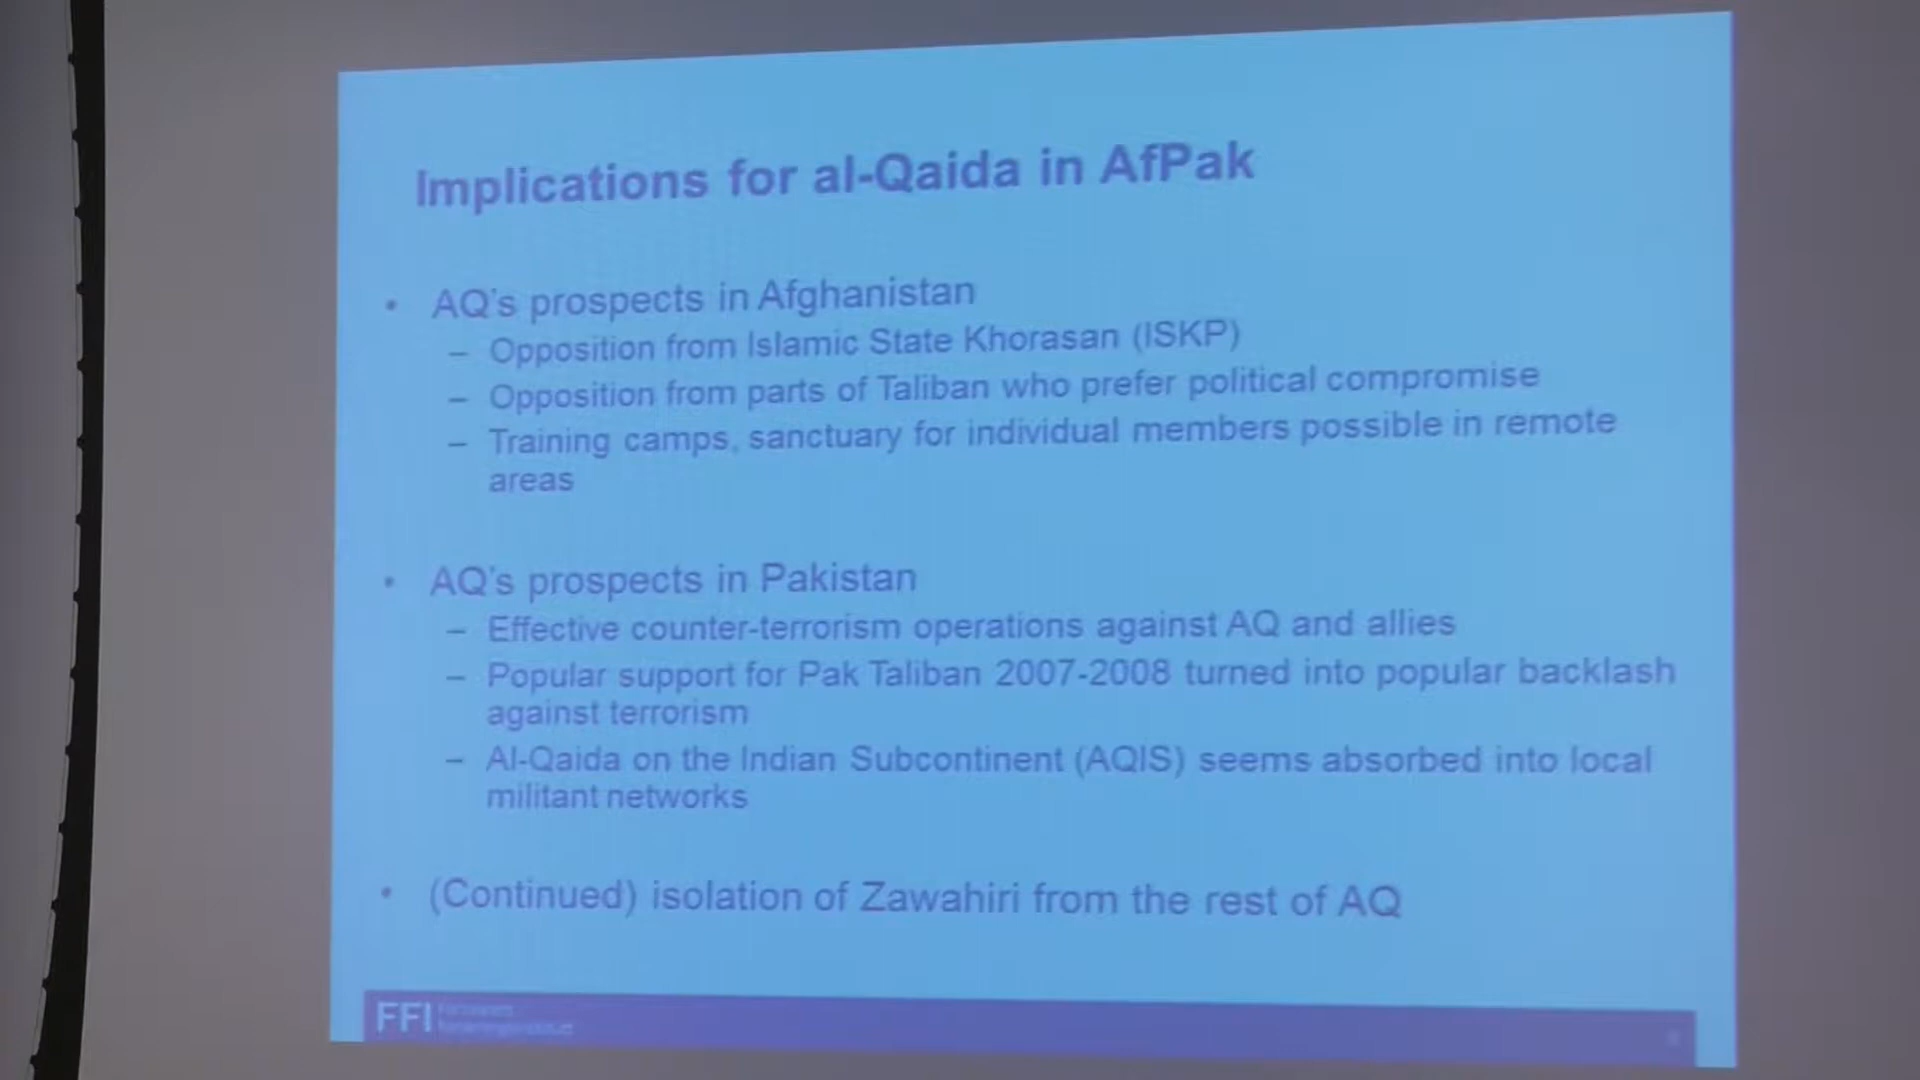 Implications for al-Qaida in AfPak
• AQ's prospects in Afghanistan
– Opposition from Islamic State Khorasan (ISKP)
– Opposition from parts of Taliban who prefer political compromise
– Training camps, sanctuary for individual members possible in remote
areas
• AQ's prospects in Pakistan
– Effective counter-terrorism operations against AQ and allies
– Popular support for Pak Taliban 2007-2008 turned into popular backlash
against terrorism
– Al-Qaida on the Indian Subcontinent (AQIS) seems absorbed into local
militant networks
• (Continued) isolation of Zawahiri from the rest of AQ
FFI